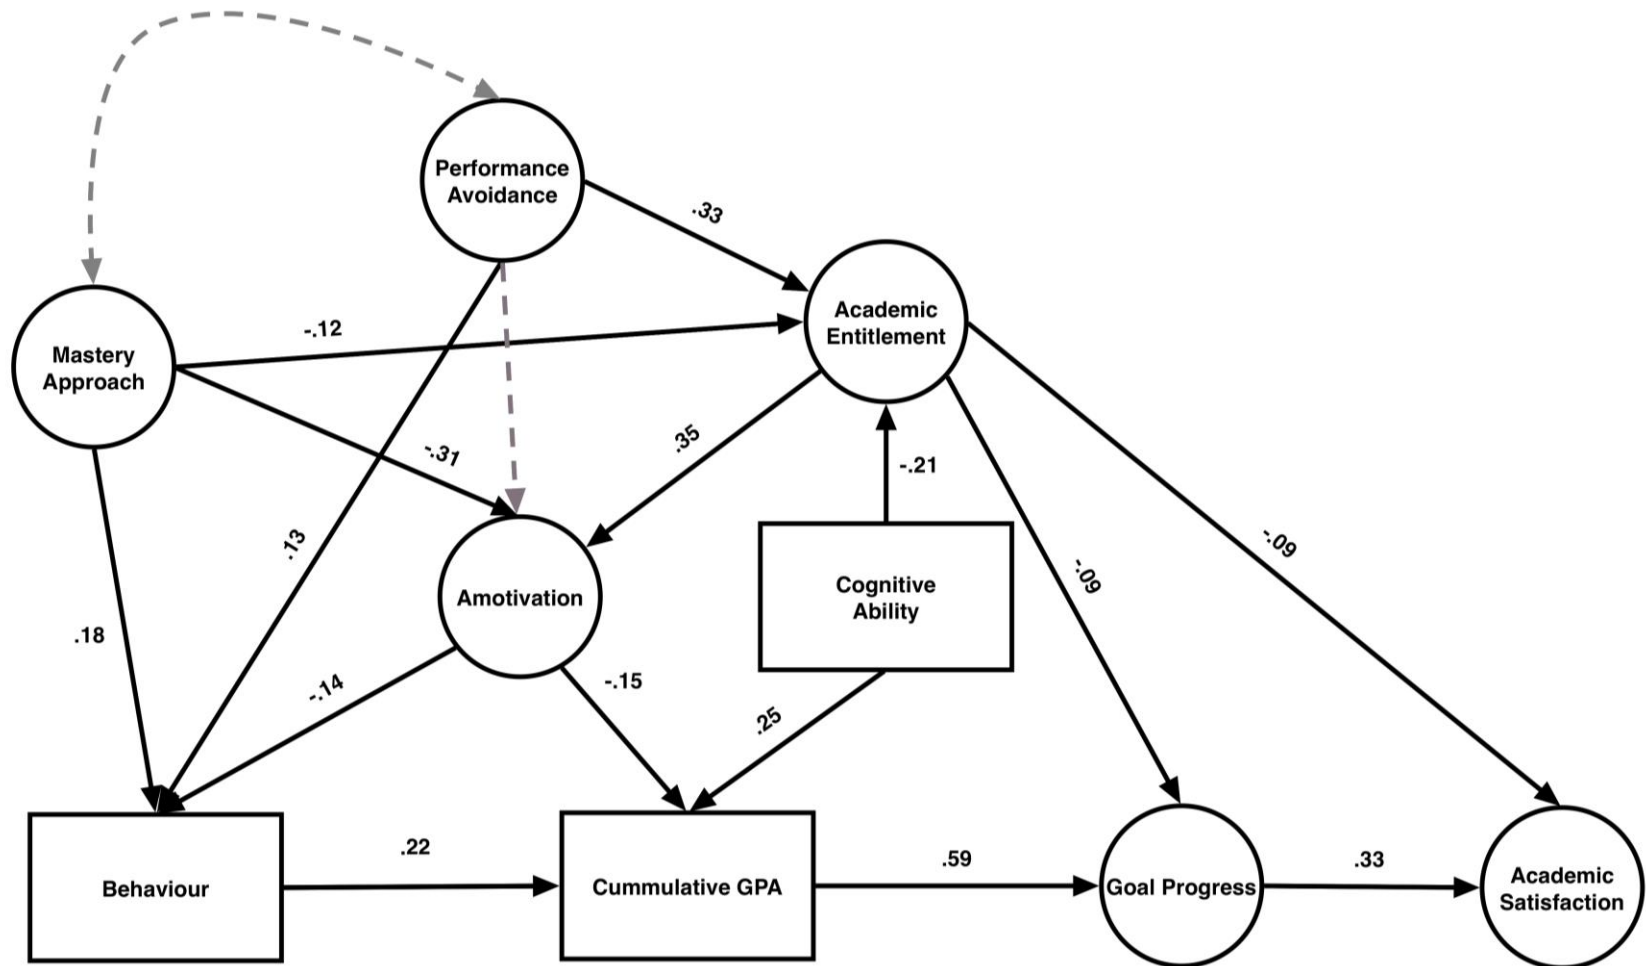 Performance
Avoidance
.33
Academic
Entitlement
-.12
Mastery
Approach
-.31
.35
-.21
.13
-.09
-.09
Cognitive
Ability
Amotivation
.18
-.14
-.15
.25
.22
.59
.33
Behaviour
Cummulative GPA
Goal Progress
Academic
Satisfaction